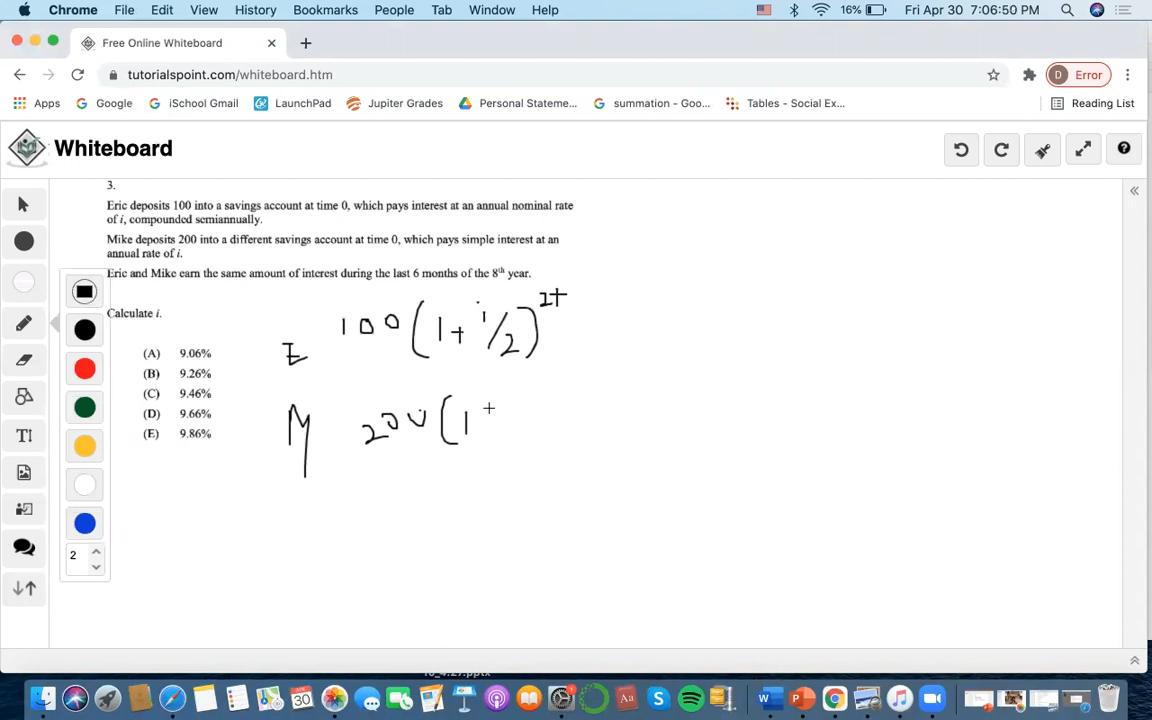 Chrome File Edit View History Bookmarks People Tab Window Help 16% Fri Apr 30 7:06:50 PM
Free Online Whiteboard
tutorialspoint.com/whiteboard.htm D Error
Apps Google iSchool Gmail LaunchPad Jupiter Grades Personal Stateme... summation - Goo... Tables - Social Ex... Reading List
Whiteboard
3.
Eric deposits 100 into a savings account at time 0, which pays interest at an annual nominal rate
of i, compounded semiannually.
Mike deposits 200 into a different savings account at time 0, which pays simple interest at an
annual rate of i.
Eric and Mike earn the same amount of interest during the last 6 months of the 8th year.
Calculate i.
(A) 9.06%
(B) 9.26%
(C) 9.46%
(D) 9.66%
(E) 9.86%
E 100 (1 + i/2)^2t
M 200 (1
TI
2